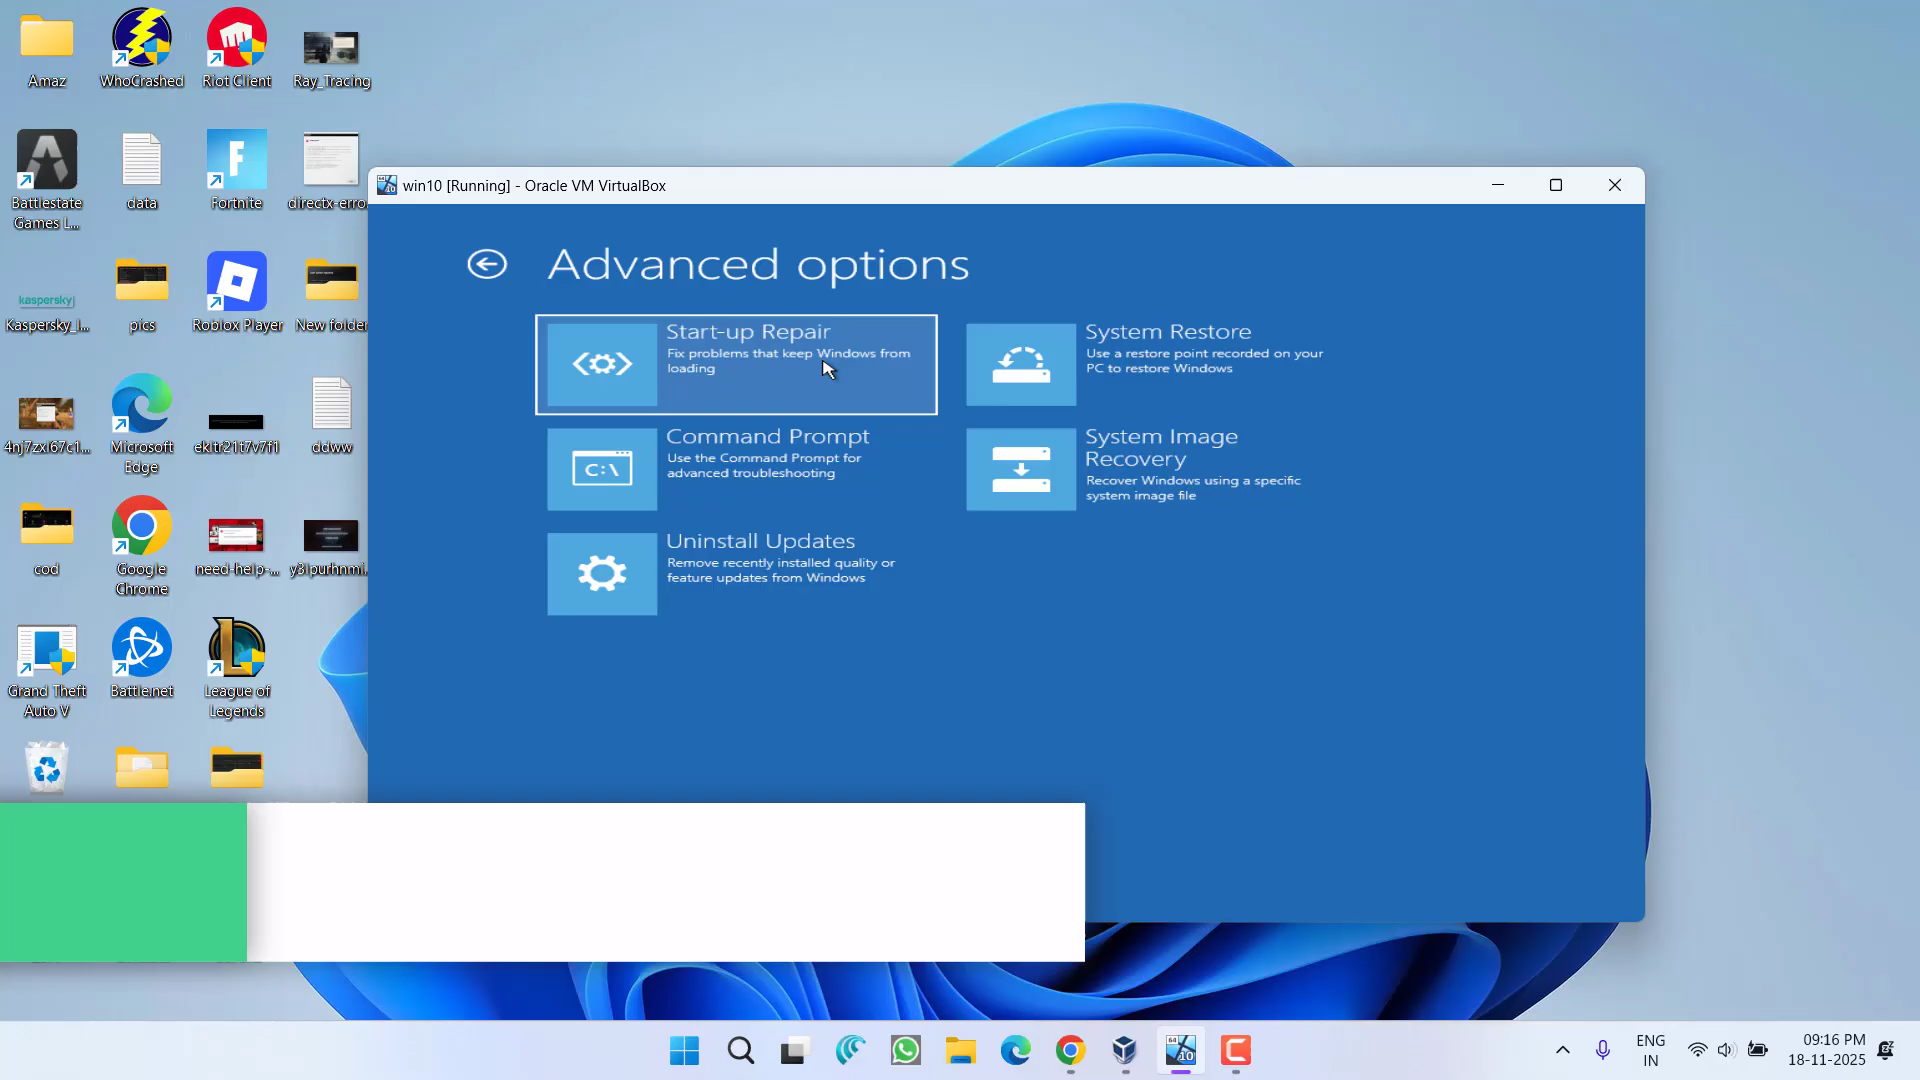 Amaz
WhoCrashed
Riot Client
Ray_Tracing
Battlestate
Games L...
data
Fortnite
directx-erro
kaspersky
Kaspersky_I...
pics
Roblox Player
New folder
Microsoft
Edge
ddww
cod
Google
Chrome
need-help-...
Grand Theft
Auto V
Battle.net
League of
Legends
win10 [Running] - Oracle VM VirtualBox
Advanced options
Start-up Repair
Fix problems that keep Windows from
loading
System Restore
Use a restore point recorded on your
PC to restore Windows
Command Prompt
Use the Command Prompt for
advanced troubleshooting
C:\
System Image
Recovery
Recover Windows using a specific
system image file
Uninstall Updates
Remove recently installed quality or
feature updates from Windows
64
10
ENG
IN
09:16 PM
18-11-2025